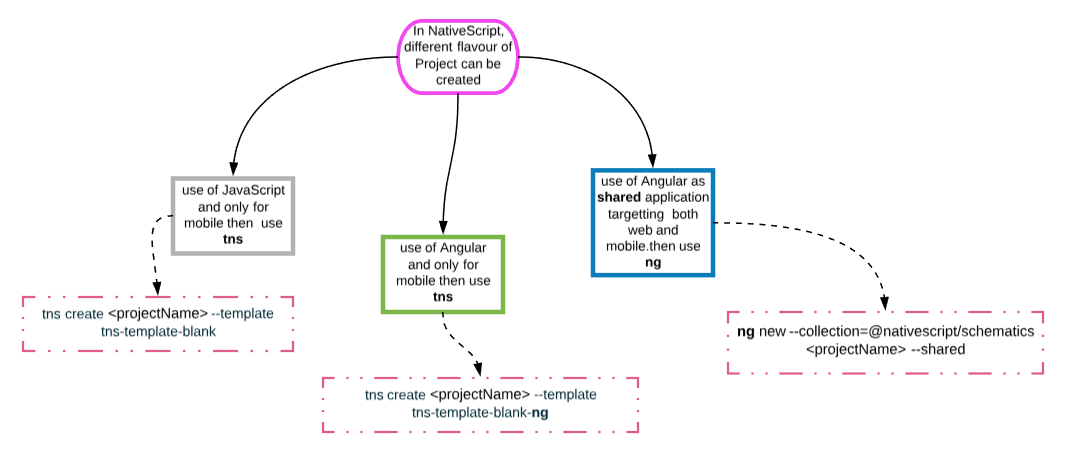 In NativeScript,
different flavour of
Project can be
created
use of JavaScript
and only for
mobile then use
tns
use of Angular
and only for
mobile then use
tns
use of Angular as
shared application
targetting both
web and
mobile.then use
ng
tns create <projectName> --template
tns-template-blank
tns create <projectName> --template
tns-template-blank-ng
ng new --collection=@nativescript/schematics
<projectName> --shared